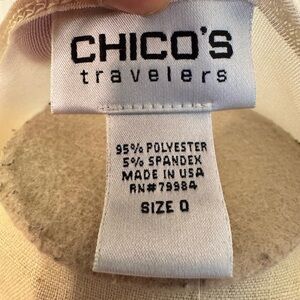 CHICO'S
travelers
95% POLYESTER
5% SPANDEX
MADE IN USA
RN#79984
SIZE 0